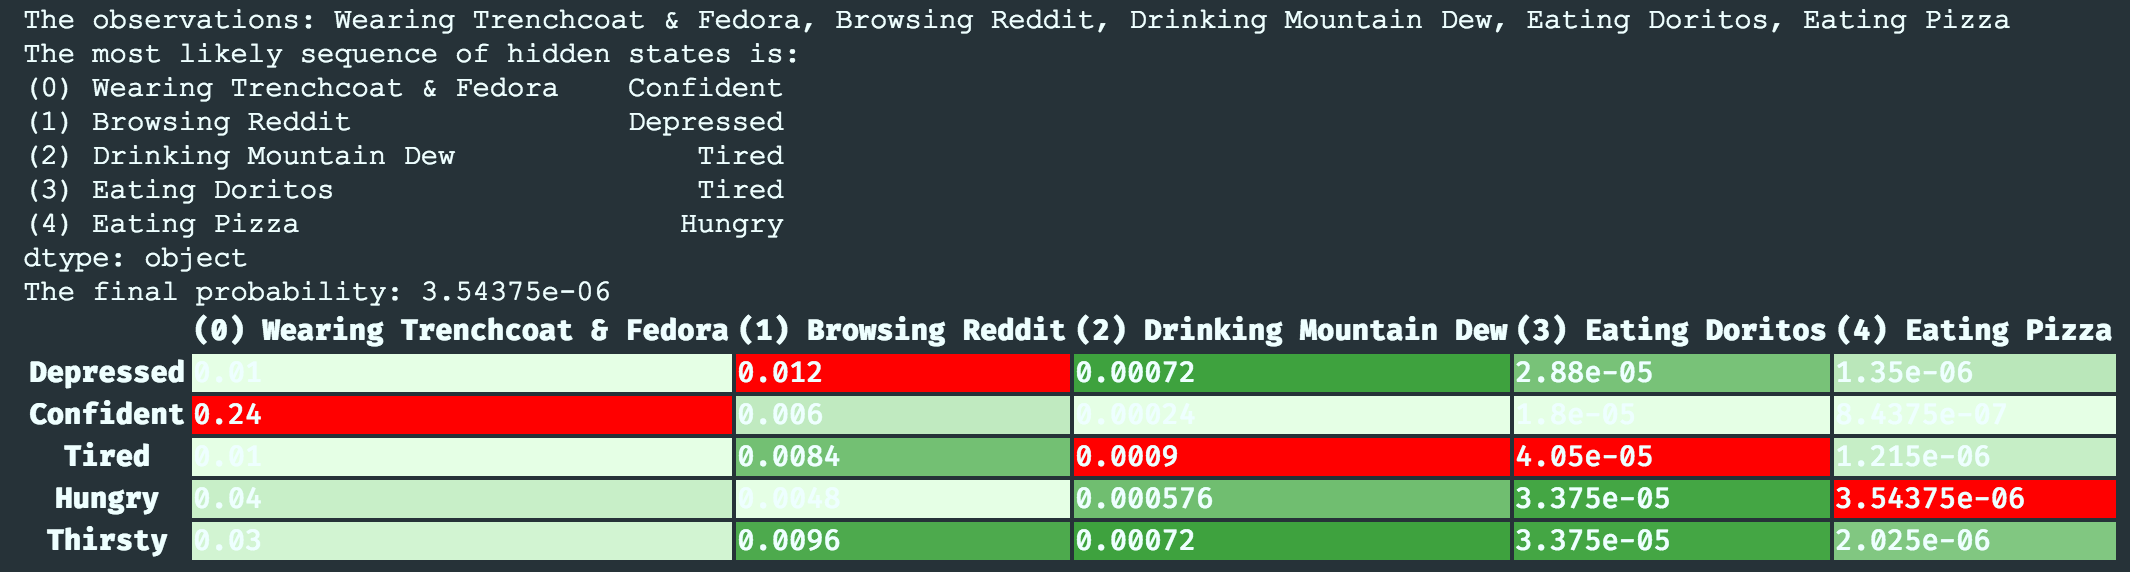 The observations: Wearing Trenchcoat & Fedora, Browsing Reddit, Drinking Mountain Dew, Eating Doritos, Eating Pizza
The most likely sequence of hidden states is:
(0) Wearing Trenchcoat & Fedora    Confident
(1) Browsing Reddit                Depressed
(2) Drinking Mountain Dew              Tired
(3) Eating Doritos                     Tired
(4) Eating Pizza                      Hungry
dtype: object
The final probability: 3.54375e-06
(0) Wearing Trenchcoat & Fedora (1) Browsing Reddit (2) Drinking Mountain Dew (3) Eating Doritos (4) Eating Pizza
Depressed 0.01 0.012 0.00072 2.88e-05 1.35e-06
Confident 0.24 0.006 0.00024 1.8e-05 8.4375e-07
Tired 0.01 0.0084 0.0009 4.05e-05 1.215e-06
Hungry 0.04 0.0048 0.000576 3.375e-05 3.54375e-06
Thirsty 0.03 0.0096 0.00072 3.375e-05 2.025e-06